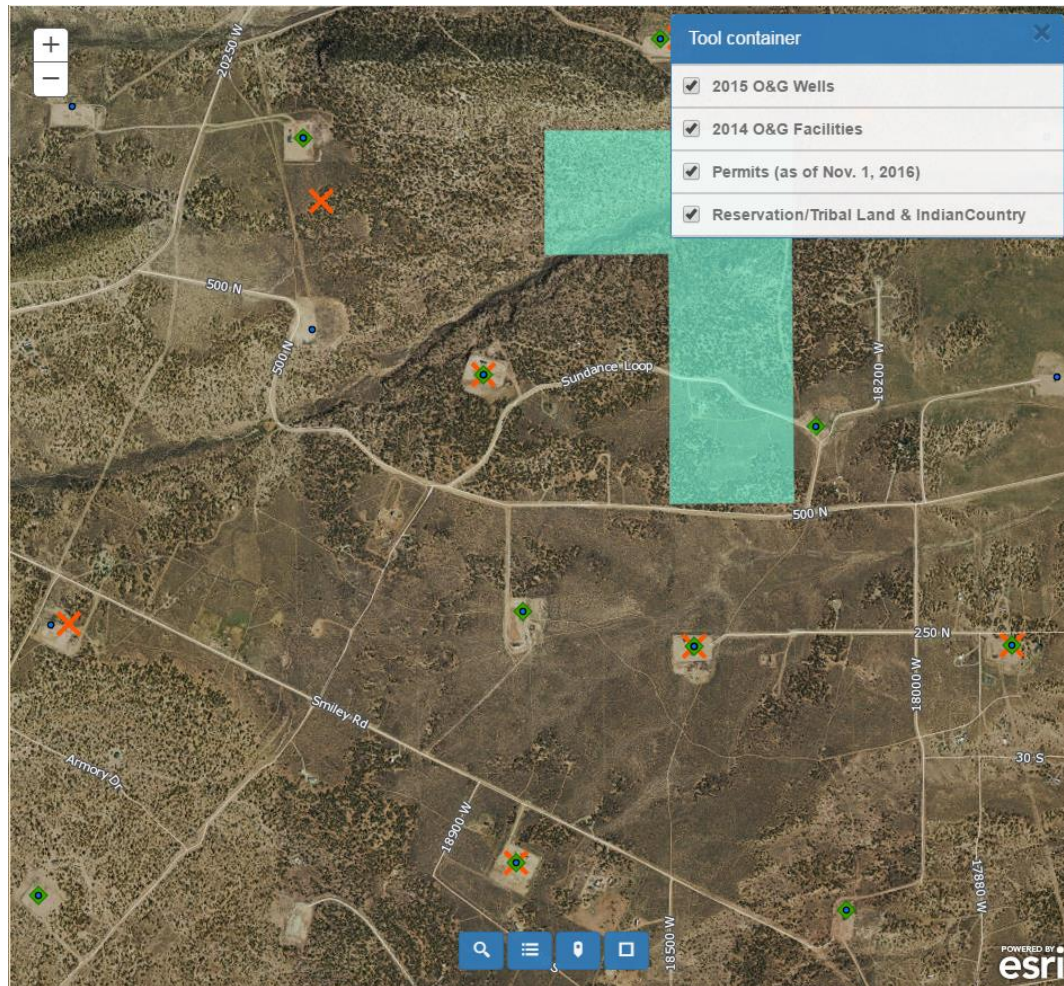 +
−
Tool container
2015 O&G Wells
2014 O&G Facilities
Permits (as of Nov. 1, 2016)
Reservation/Tribal Land & IndianCountry
20250 W
500 N
500 N
Sundance Loop
18200 W
500 N
250 N
18000 W
Smiley Rd
Armory Dr
30 S
18900 W
17880 W
18500 W
S
POWERED BY
esri